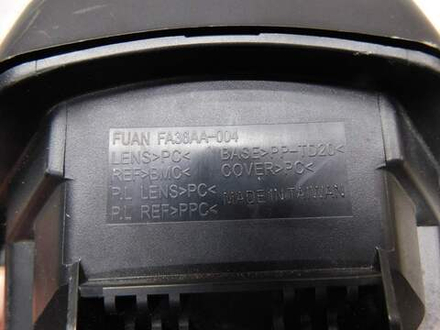 FUAN FA36AA-004
LENS>PC< BASE>PP-TD20<
REF>BMC< COVER>PC<
P.L LENS>PC<
P.L REF>PPC< MADE IN TAIWAN